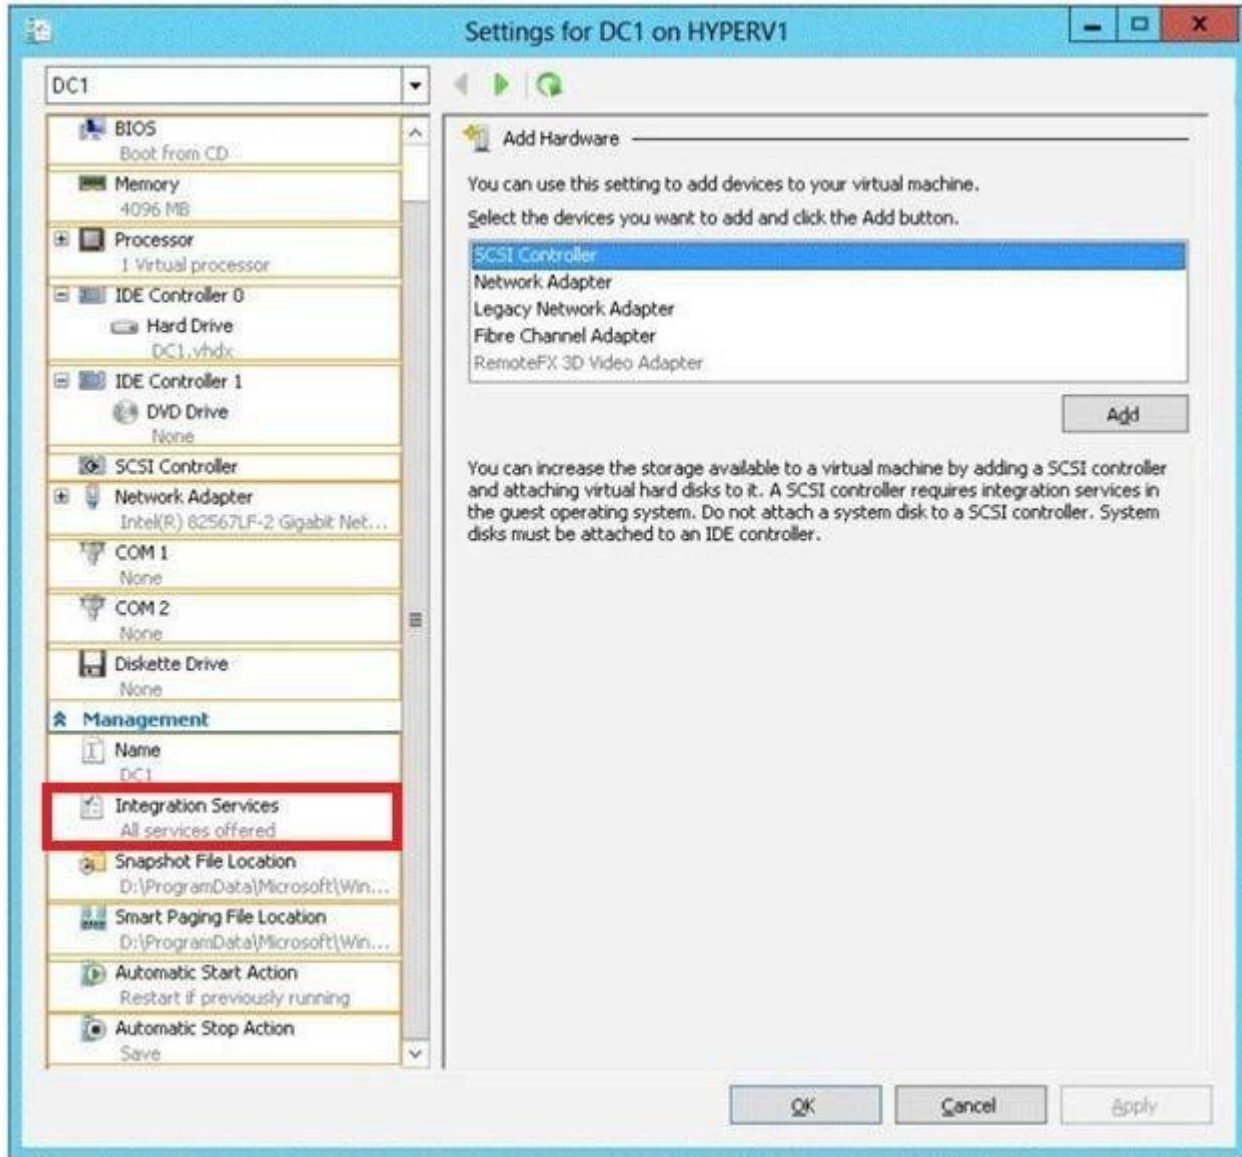 Settings for DC1 on HYPERV1
DC1
BIOS
Boot from CD
Memory
4096 MB
Processor
1 Virtual processor
IDE Controller 0
Hard Drive
DC1.vhdx
IDE Controller 1
DVD Drive
None
SCSI Controller
Network Adapter
Intel(R) 82567LF-2 Gigabit Net...
COM 1
None
COM 2
None
Diskette Drive
None
Management
Name
DC1
Integration Services
All services offered
Snapshot File Location
D:\ProgramData\Microsoft\Win...
Smart Paging File Location
D:\ProgramData\Microsoft\Win...
Automatic Start Action
Restart if previously running
Automatic Stop Action
Save
Add Hardware
You can use this setting to add devices to your virtual machine.
Select the devices you want to add and click the Add button.
SCSI Controller
Network Adapter
Legacy Network Adapter
Fibre Channel Adapter
RemoteFX 3D Video Adapter
Add
You can increase the storage available to a virtual machine by adding a SCSI controller
and attaching virtual hard disks to it. A SCSI controller requires integration services in
the guest operating system. Do not attach a system disk to a SCSI controller. System
disks must be attached to an IDE controller.
OK
Cancel
Apply